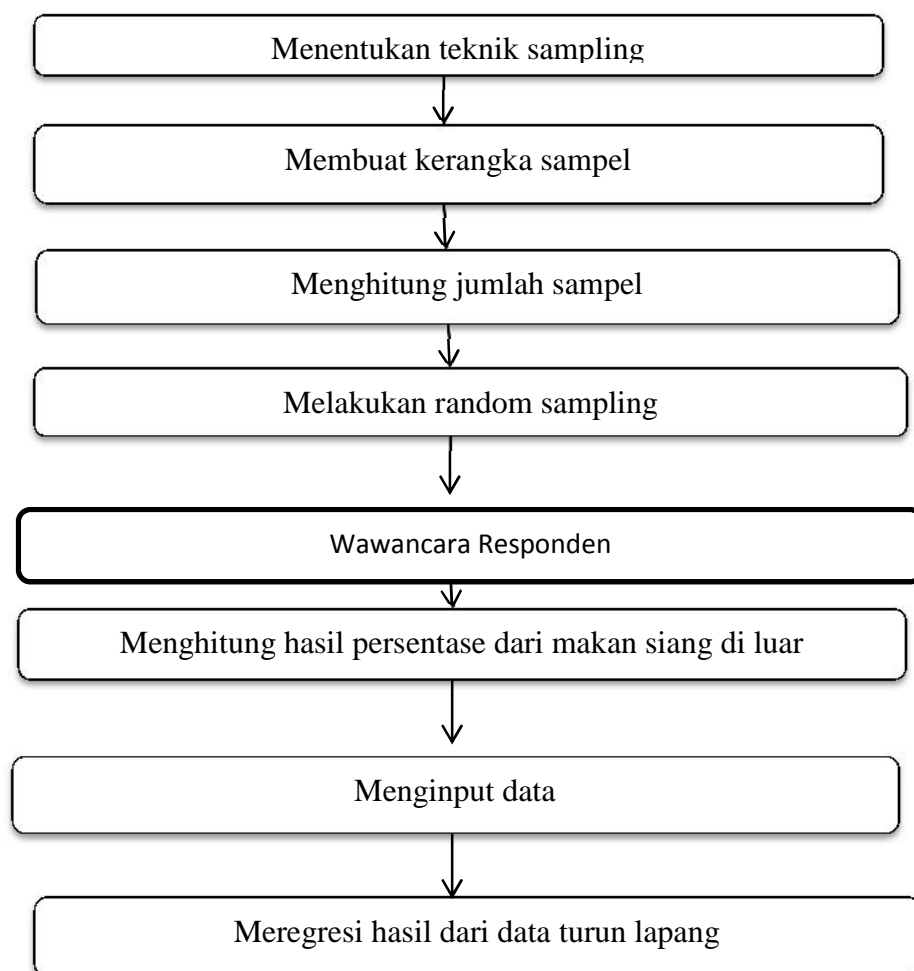 Menentukan teknik sampling
Membuat kerangka sampel
Menghitung jumlah sampel
Melakukan random sampling
Wawancara Responden
Menghitung hasil persentase dari makan siang di luar
Menginput data
Meregresi hasil dari data turun lapang